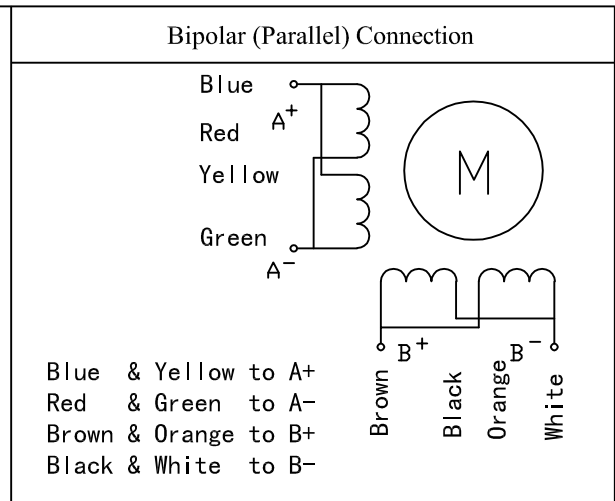 Bipolar (Parallel) Connection
Blue
A+
Red
Yellow
Green
A-
M
B+
B-
Brown
Black
Orange
White
Blue & Yellow to A+
Red & Green to A-
Brown & Orange to B+
Black & White to B-